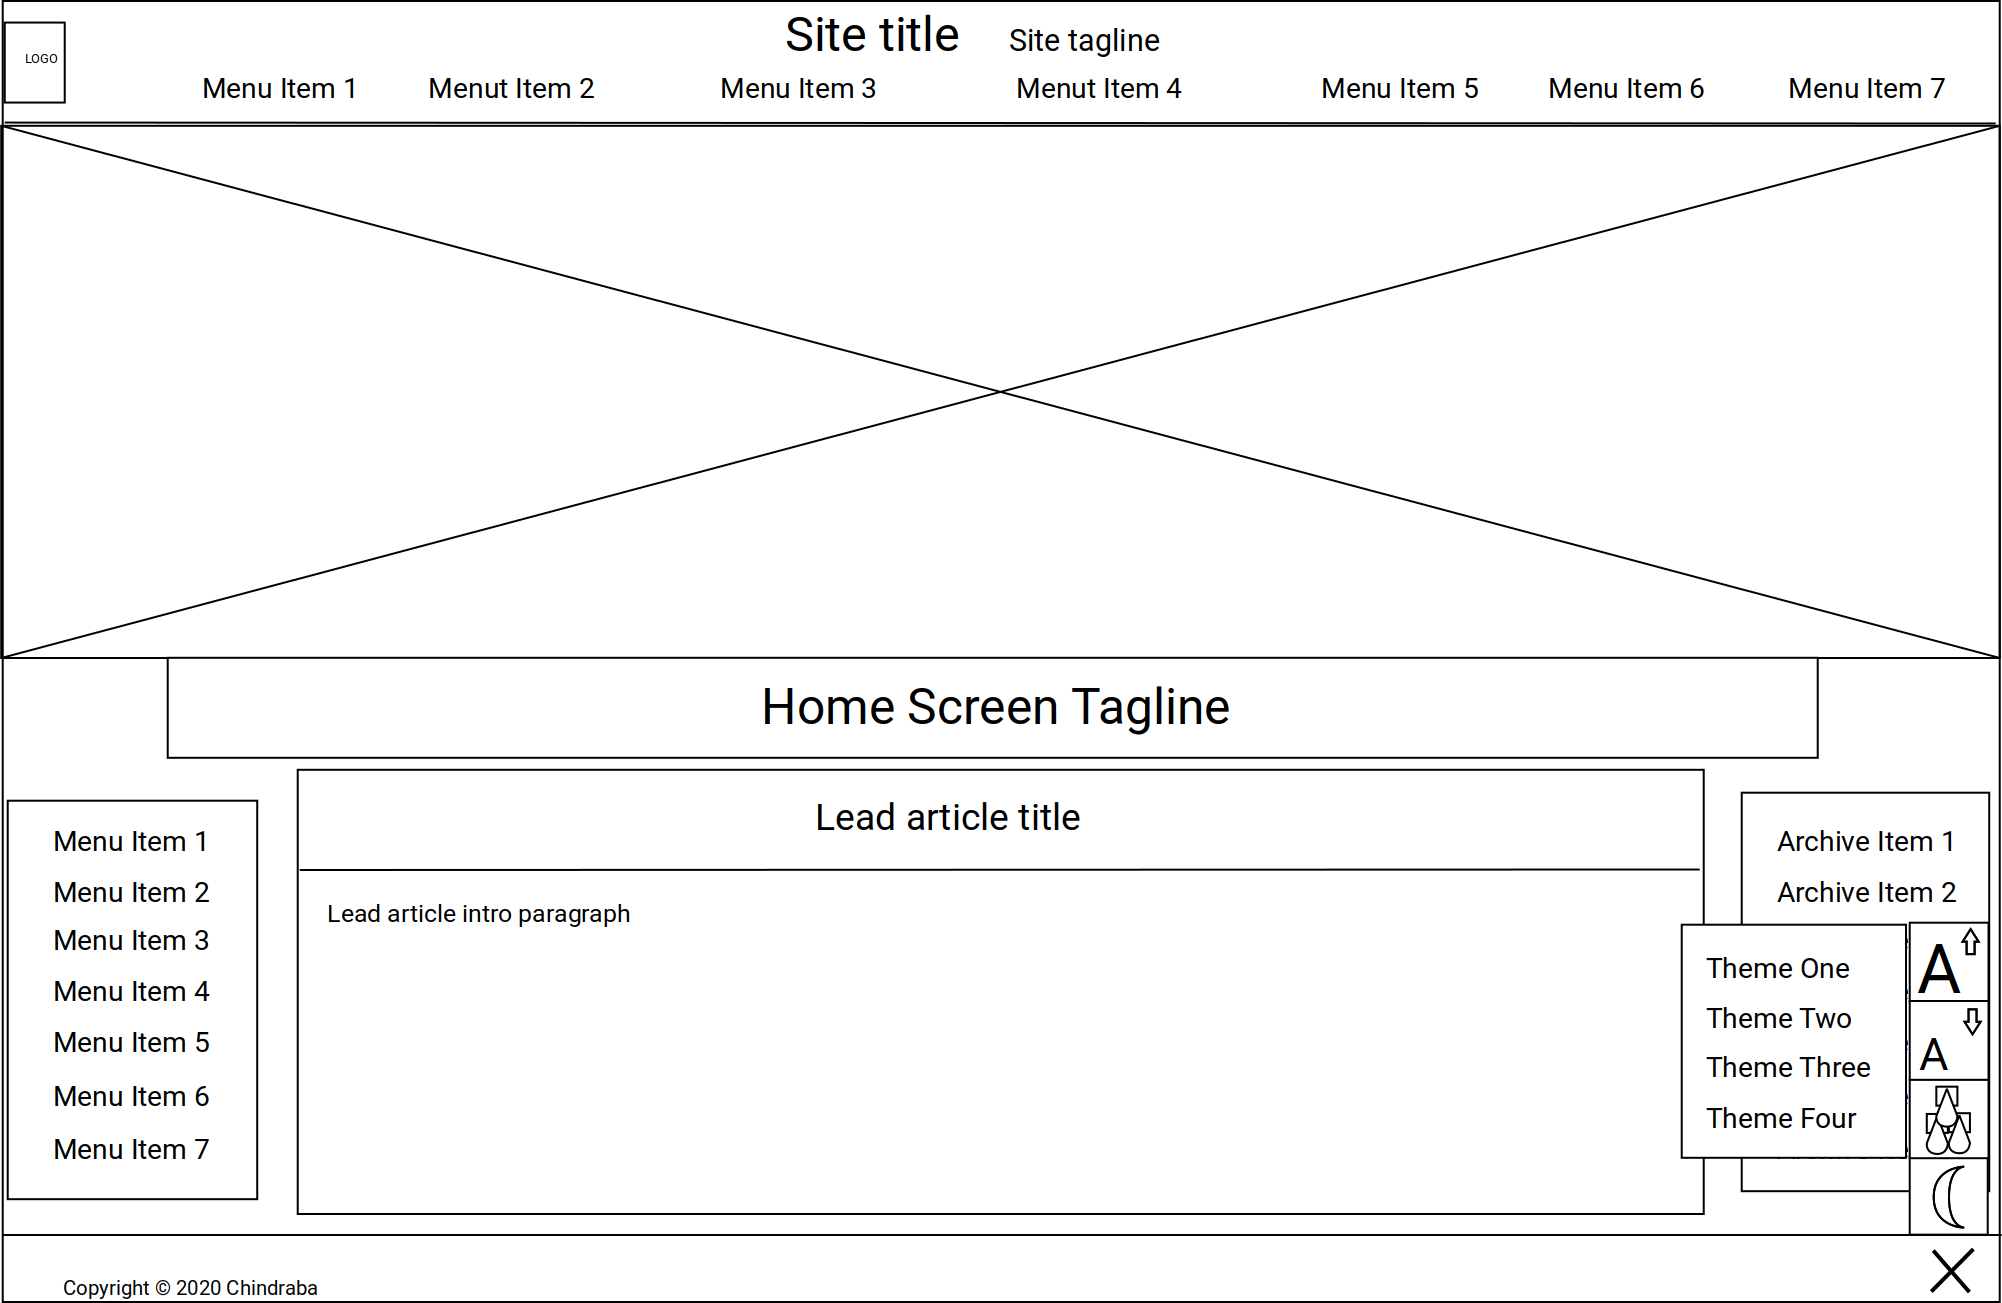 Site title Site tagline
LOGO
Menu Item 1 Menut Item 2 Menu Item 3 Menut Item 4 Menu Item 5 Menu Item 6 Menu Item 7
Home Screen Tagline
Lead article title
Lead article intro paragraph
Menu Item 1
Menu Item 2
Menu Item 3
Menu Item 4
Menu Item 5
Menu Item 6
Menu Item 7
Archive Item 1
Archive Item 2
Theme One
Theme Two
Theme Three
Theme Four
A
A
Copyright © 2020 Chindraba